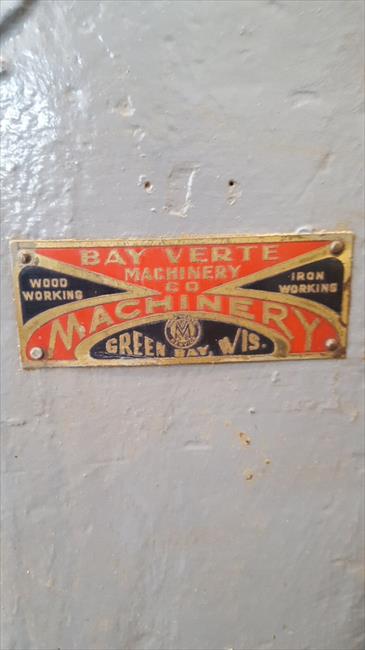 BAY VERTE
MACHINERY
CO
WOOD
WORKING
IRON
WORKING
MACHINERY
GREEN BAY, WIS.